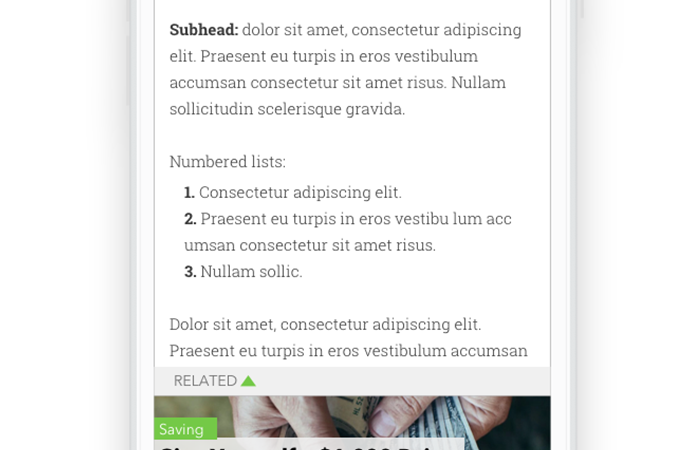 Subhead: dolor sit amet, consectetur adipiscing
elit. Praesent eu turpis in eros vestibulum
accumsan consectetur sit amet risus. Nullam
sollicitudin scelerisque gravida.
Numbered lists:
1. Consectetur adipiscing elit.
2. Praesent eu turpis in eros vestibu lum acc
umsan consectetur sit amet risus.
3. Nullam sollic.
Dolor sit amet, consectetur adipiscing elit.
Praesent eu turpis in eros vestibulum accumsan
RELATED
Saving